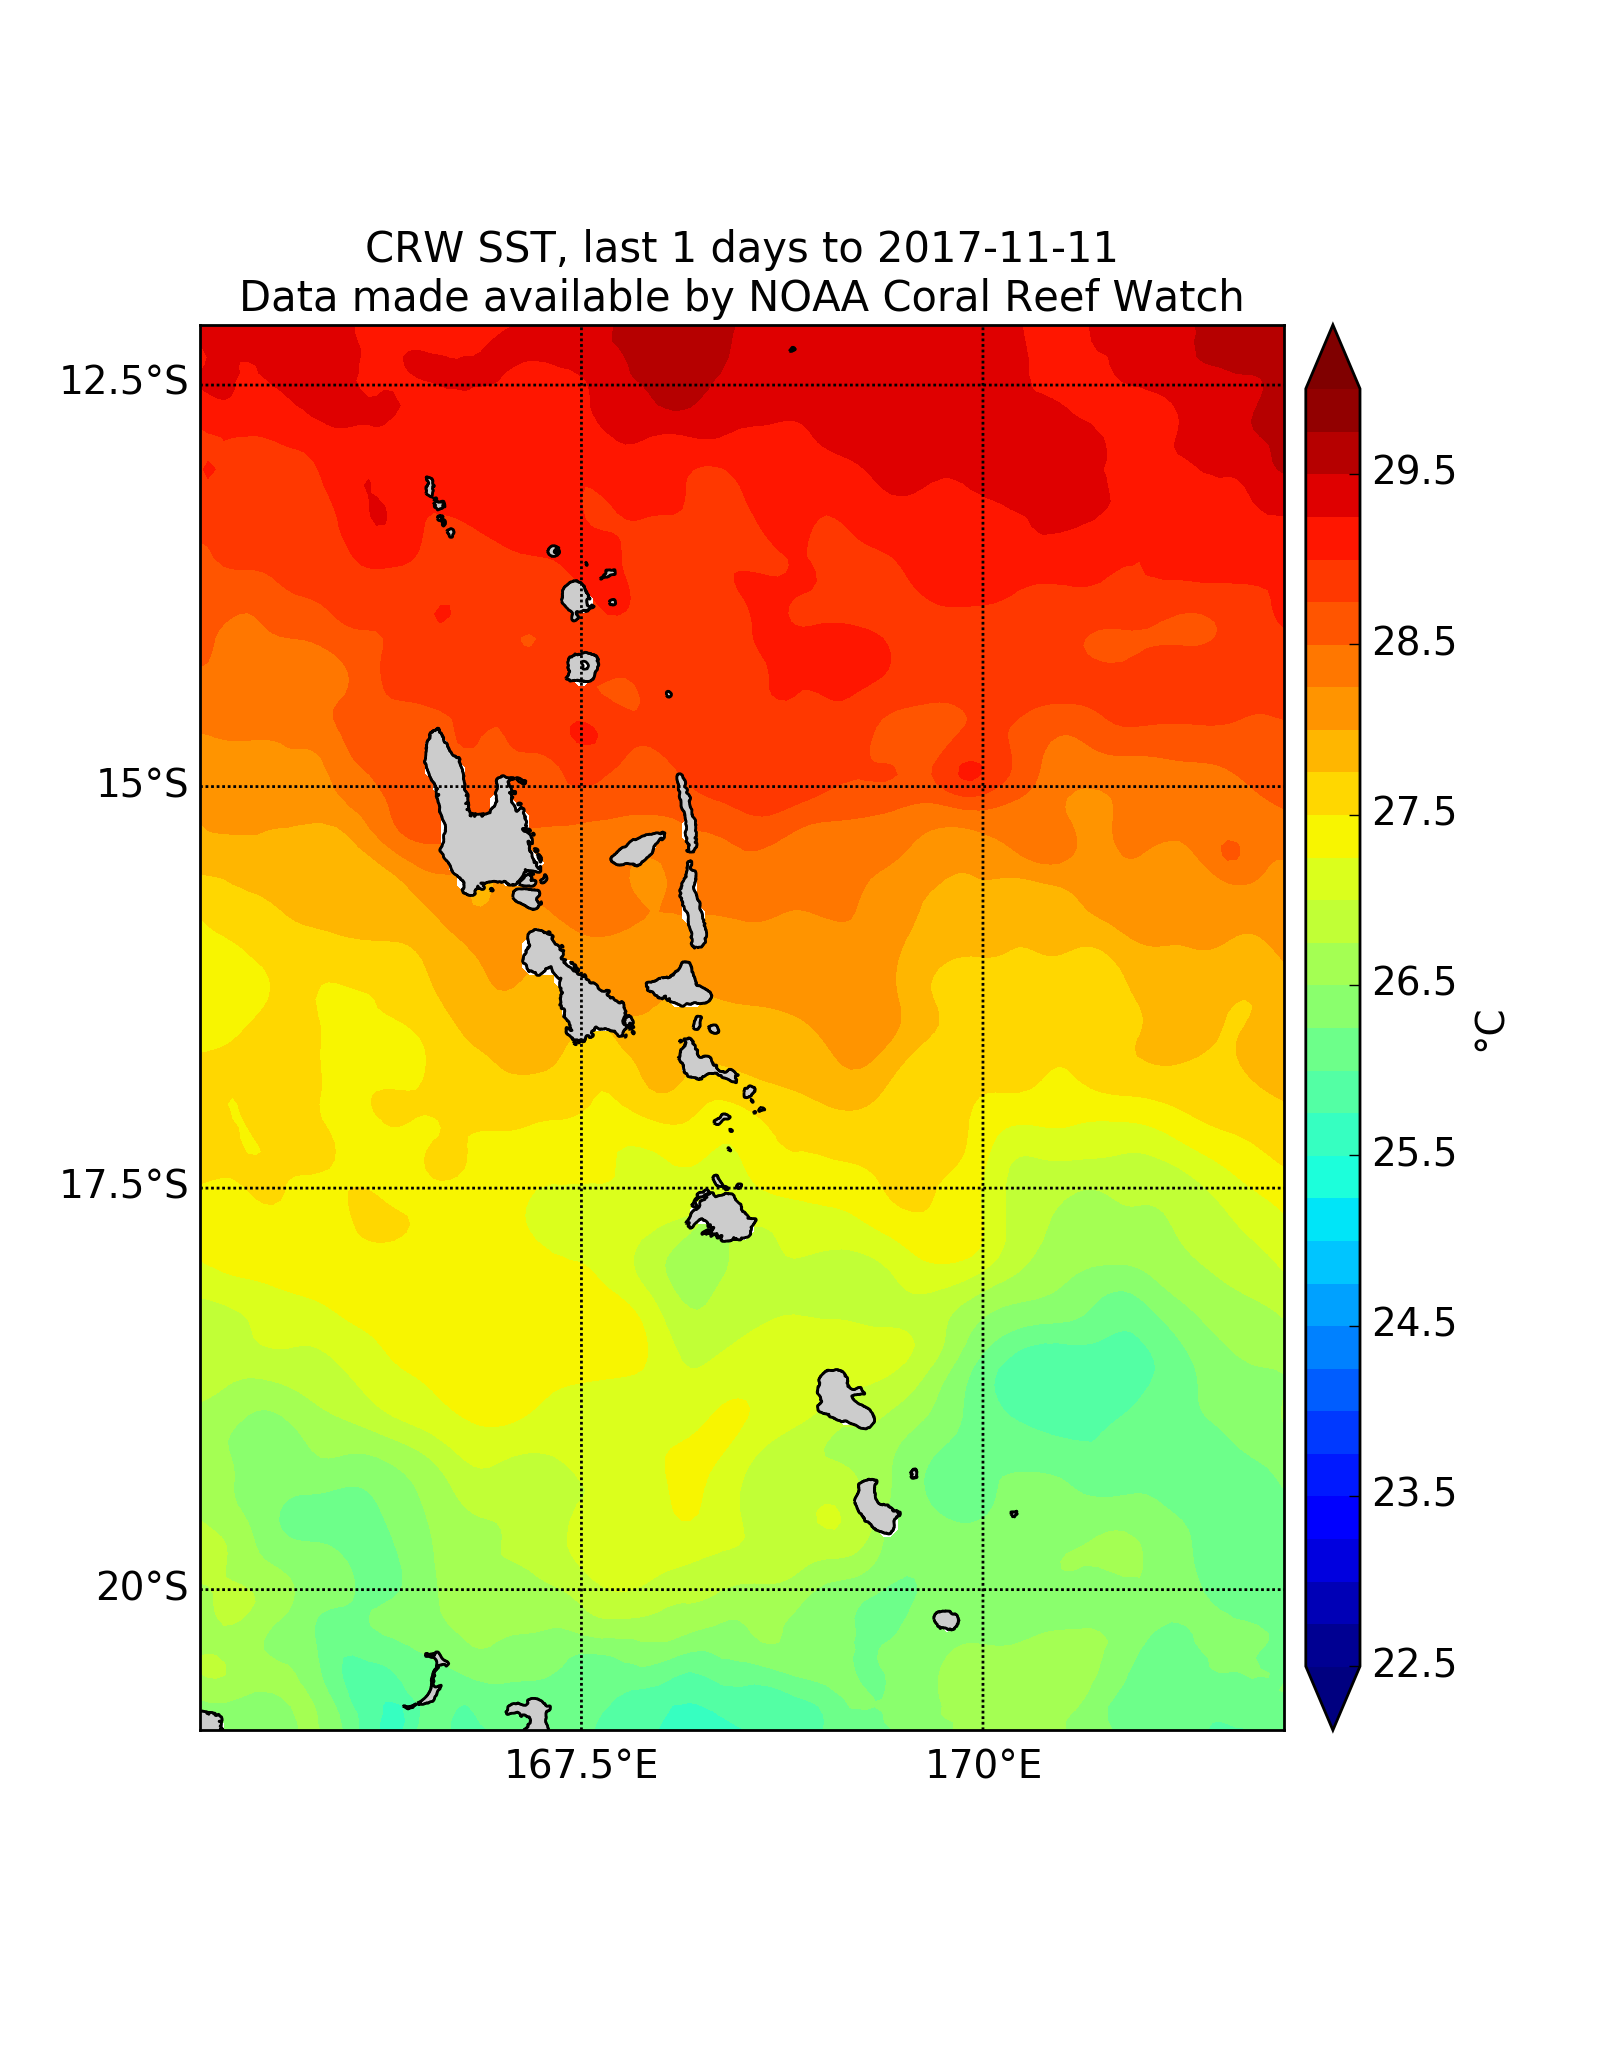 CRW SST, last 1 days to 2017-11-11
Data made available by NOAA Coral Reef Watch
12.5°S
15°S
17.5°S
20°S
167.5°E
170°E
29.5
28.5
27.5
26.5
25.5
24.5
23.5
22.5
°C